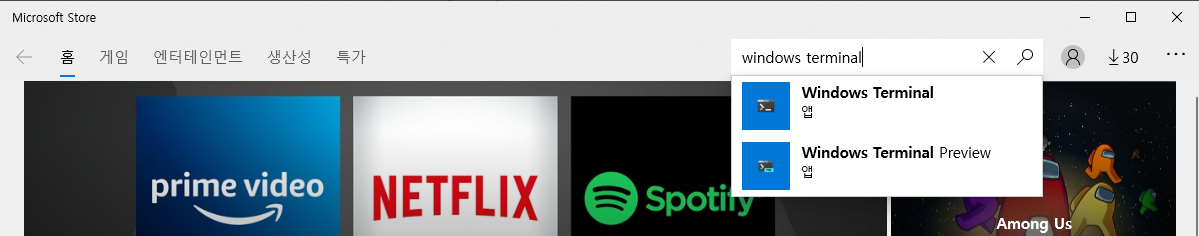 Microsoft Store
홈 게임 엔터테인먼트 생산성 특가
windows terminal
30
Windows Terminal
앱
Windows Terminal Preview
앱
prime video
NETFLIX
Spotify
Among Us